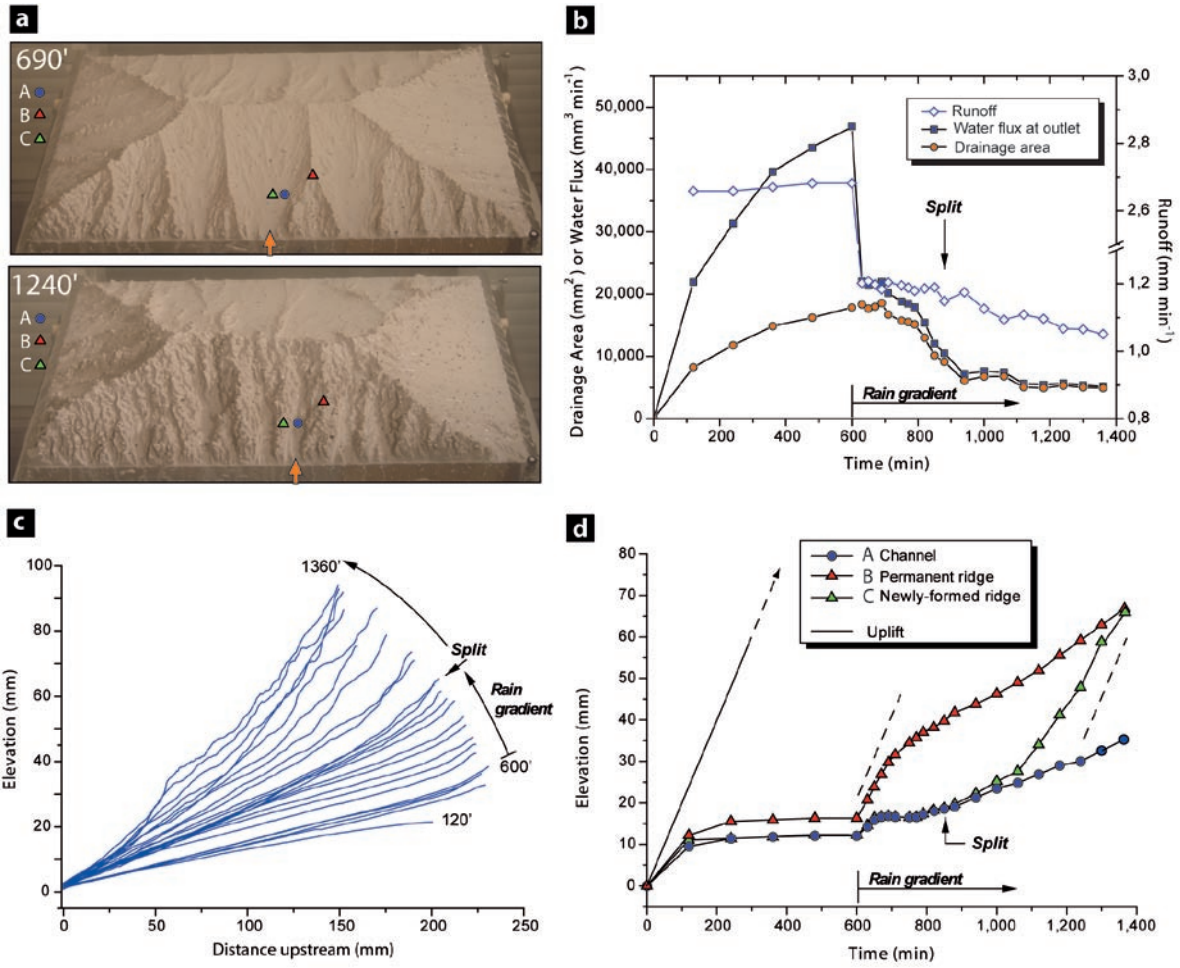 a
690'
A
B
C
1240'
A
B
C
b
50,000
40,000
30,000
20,000
10,000
0
Drainage Area (mm²) or Water Flux (mm³ min⁻¹)
3,0
2,8
2,6
1,2
1,0
0,8
Runoff (mm min⁻¹)
Runoff
Water flux at outlet
Drainage area
Split
Rain gradient
0 200 400 600 800 1,000 1,200 1,400
Time (min)
c
100
80
60
40
20
0
Elevation (mm)
1360'
Split
Rain
gradient
600'
120'
0 50 100 150 200 250
Distance upstream (mm)
d
80
70
60
50
40
30
20
10
0
Elevation (mm)
A Channel
B Permanent ridge
C Newly-formed ridge
Uplift
Split
Rain gradient
0 200 400 600 800 1,000 1,200 1,400
Time (min)